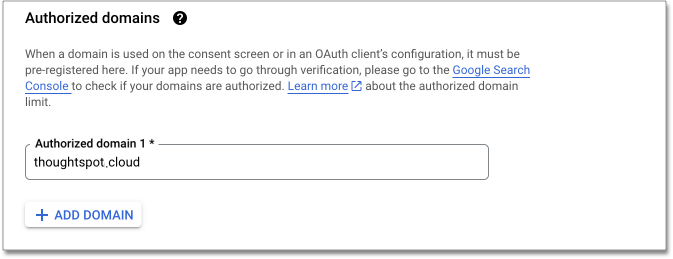 Authorized domains ?
When a domain is used on the consent screen or in an OAuth client's configuration, it must be
pre-registered here. If your app needs to go through verification, please go to the Google Search
Console to check if your domains are authorized. Learn more about the authorized domain
limit.
Authorized domain 1 *
thoughtspot.cloud
+ ADD DOMAIN